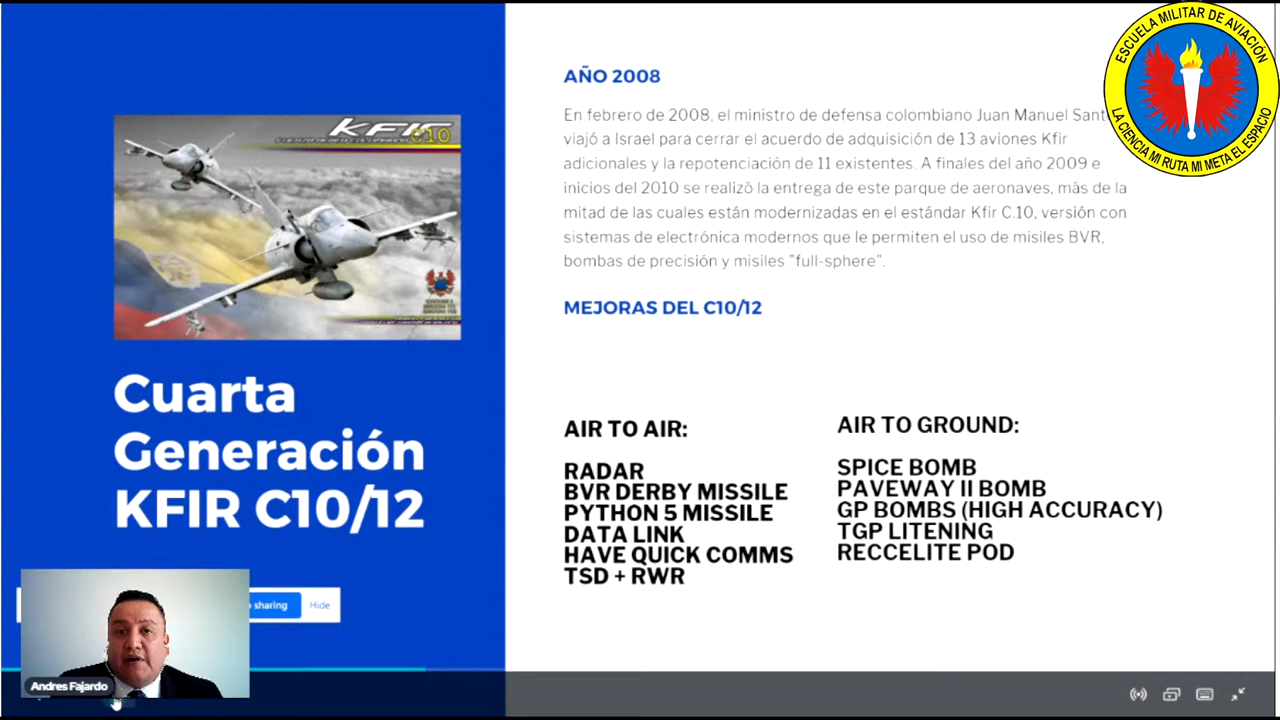 ESCUELA MILITAR DE AVIACIÓN
LA CIENCIA MI RUTA MI META EL ESPACIO
KFIR
C10
Cuarta
Generación
KFIR C10/12
AÑO 2008
En febrero de 2008, el ministro de defensa colombiano Juan Manuel
viajó a Israel para cerrar el acuerdo de adquisición de 13 aviones Kfir
adicionales y la repotenciación de 11 existentes. A finales del año 2009 e
inicios del 2010 se realizó la entrega de este parque de aeronaves, más de la
mitad de las cuales están modernizadas en el estándar Kfir C.10, versión con
sistemas de electrónica modernos que le permiten el uso de misiles BVR,
bombas de precisión y misiles "full-sphere".
MEJORAS DEL C10/12
AIR TO AIR:
RADAR
BVR DERBY MISSILE
PYTHON 5 MISSILE
DATA LINK
HAVE QUICK COMMS
TSD + RWR
AIR TO GROUND:
SPICE BOMB
PAVEWAY II BOMB
GP BOMBS (HIGH ACCURACY)
TGP LITENING
RECCELITE POD
sharing
Hide
Andres Fajardo